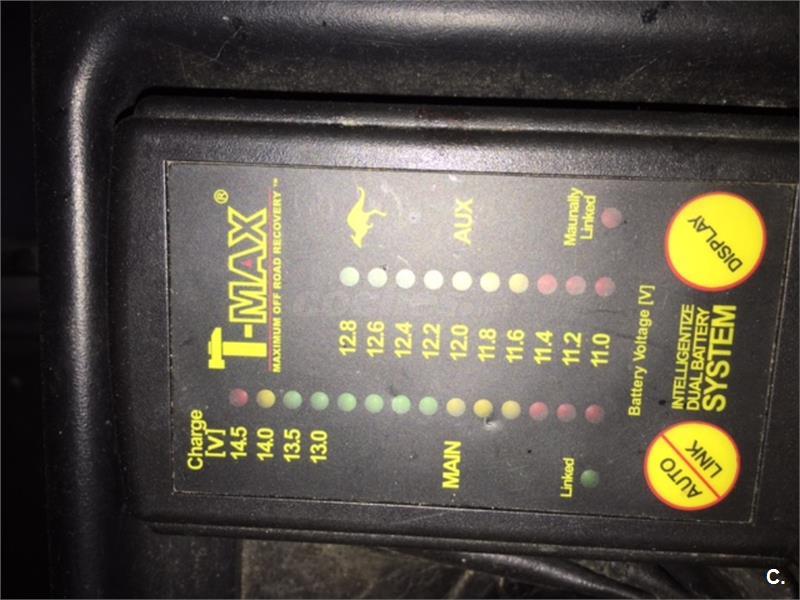 T-MAX®
MAXIMUM OFF ROAD RECOVERY™
Charge
[V]
14.5
14.0
13.5
13.0
12.8
12.6
12.4
12.2
12.0
11.8
11.6
11.4
11.2
11.0
MAIN
AUX
Linked
Maunally
Linked
Battery Voltage [V]
INTELLIGENTIZE
DUAL BATTERY
SYSTEM
AUTO
LINK
DISPLAY
C.